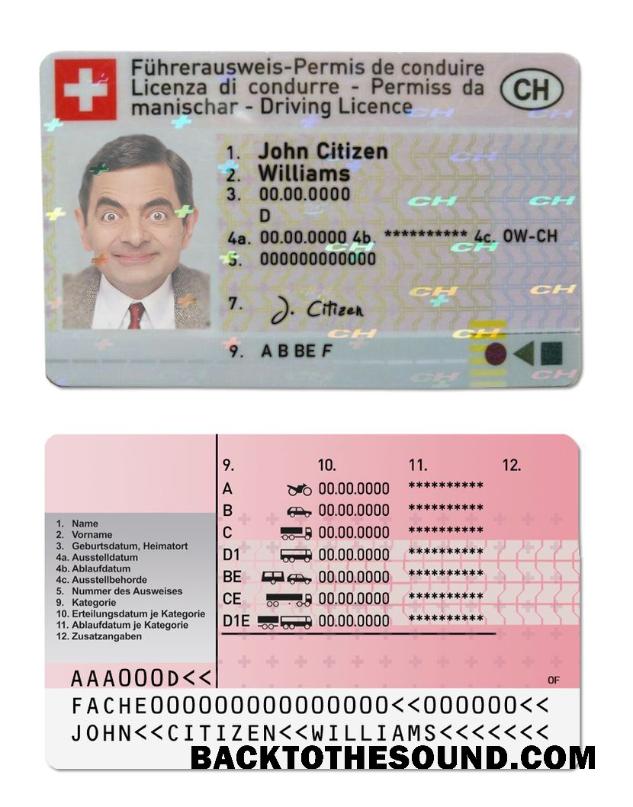 Führerausweis-Permis de conduire
Licenza di condurre - Permiss da
manischar - Driving Licence
CH
1. John Citizen
2. Williams
3. 00.00.0000
D
4a. 00.00.0000 4b. ********** 4c. OW-CH
5. 000000000000
7. J. Citizen
9. A B BE F
CH
CH
CH
CH
CH
CH
CH
CH
CH
CH
9. 10. 11. 12.
A 00.00.0000 **********
B 00.00.0000 **********
C 00.00.0000 **********
D1 00.00.0000 **********
BE 00.00.0000 **********
CE 00.00.0000 **********
D1E 00.00.0000 **********
1. Name
2. Vorname
3. Geburtsdatum, Heimatort
4a. Ausstelldatum
4b. Ablaufdatum
4c. Ausstellbehorde
5. Nummer des Ausweises
9. Kategorie
10. Erteilungsdatum je Kategorie
11. Ablaufdatum je Kategorie
12. Zusatzangaben
AAA000D<<
OF
FACHE0000000000000000<<000000<<
JOHN<<CITIZEN<<WILLIAMS<<<<<<<
BACKTOTHESOUND.COM